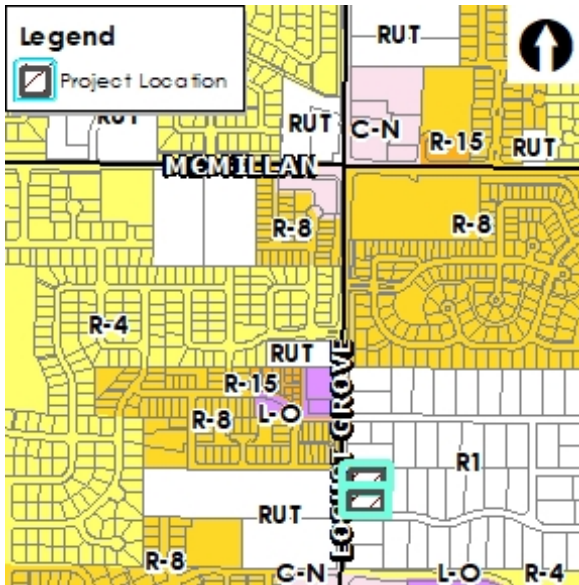 Legend
Project Location
RUT
RUT
RUT
C-N
R-15
RUT
MCMILLAN
R-8
R-8
R-4
RUT
R-15
R-8
L-O
LOCUST GROVE
R1
RUT
R-8
C-N
L-O
R-4